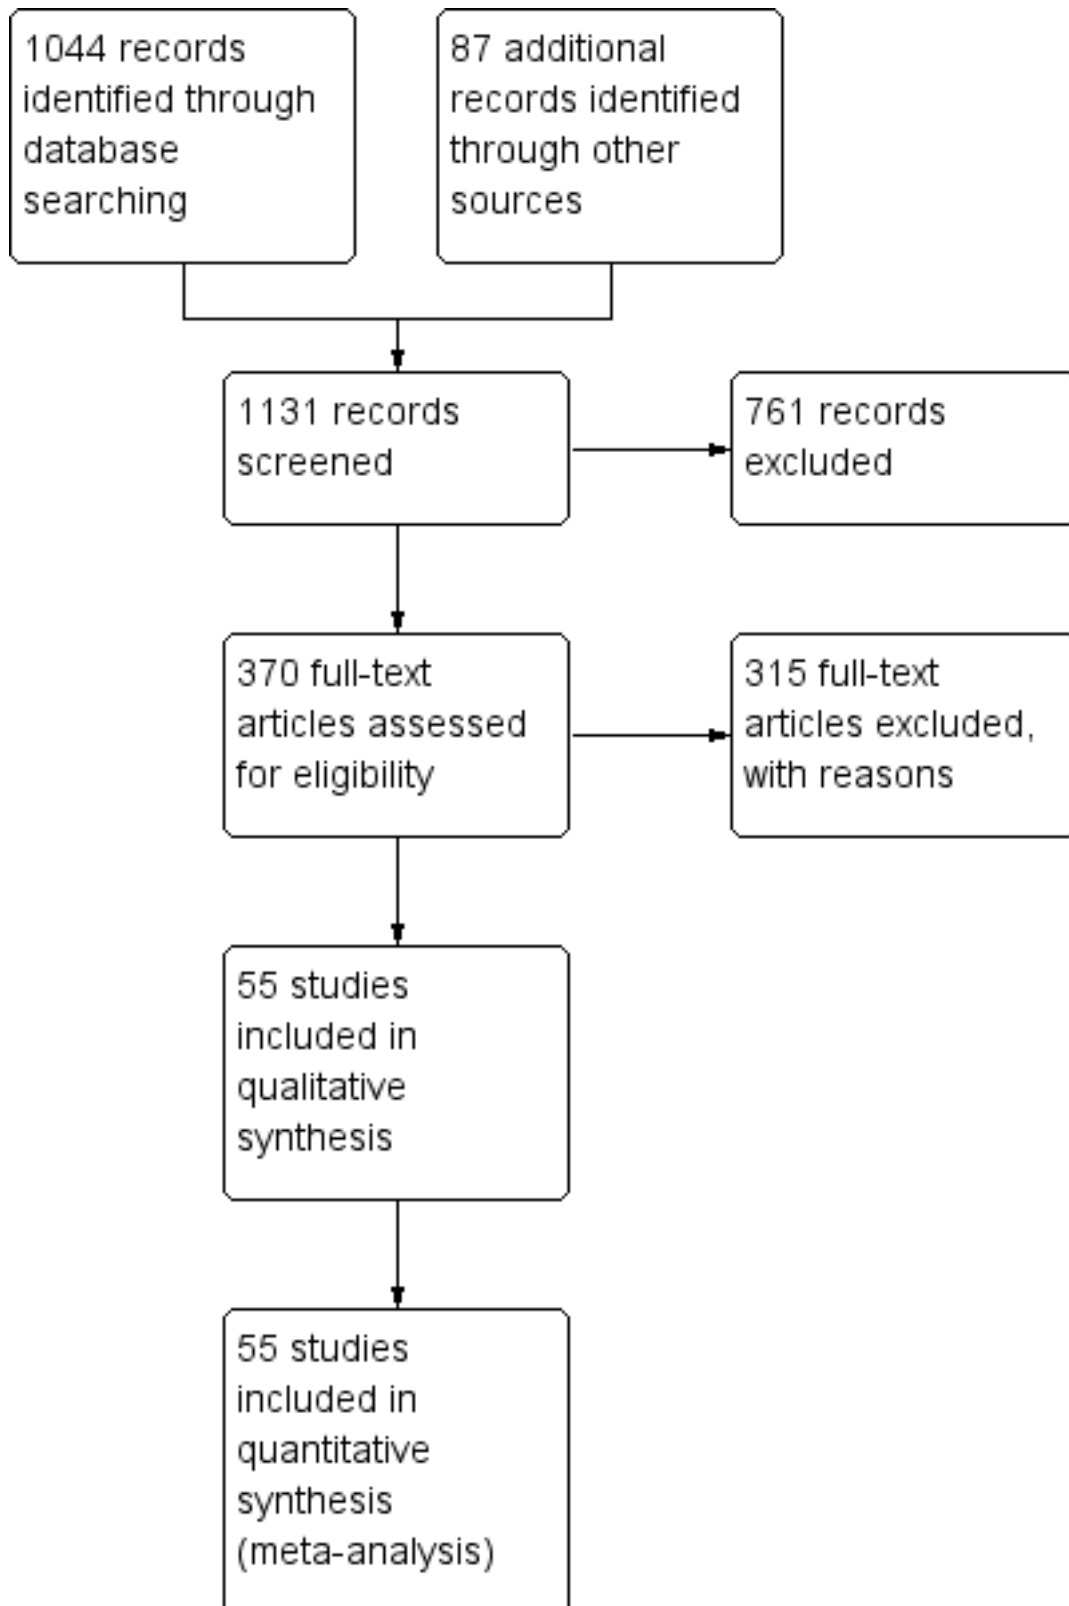 1044 records
identified through
database
searching
87 additional
records identified
through other
sources
1131 records
screened
761 records
excluded
370 full-text
articles assessed
for eligibility
315 full-text
articles excluded,
with reasons
55 studies
included in
qualitative
synthesis
55 studies
included in
quantitative
synthesis
(meta-analysis)